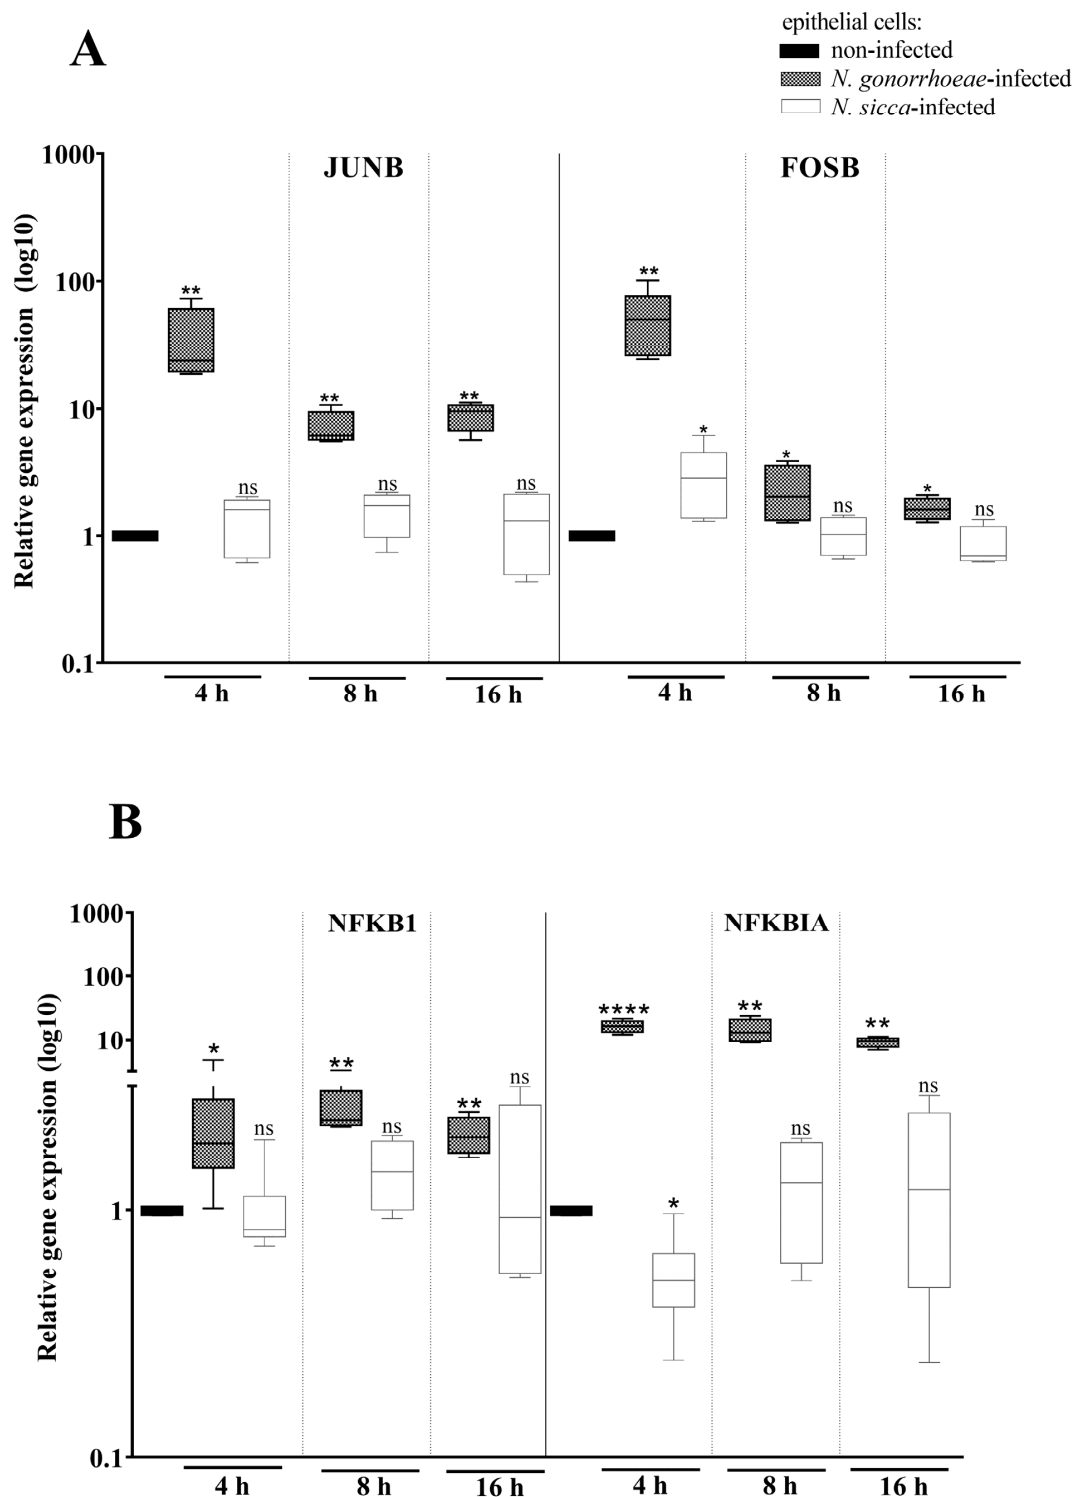 A
epithelial cells:
non-infected
N. gonorrhoeae-infected
N. sicca-infected
Relative gene expression (log10)
1000
100
10
1
0.1
JUNB
FOSB
**
ns
**
ns
**
ns
**
*
*
ns
*
ns
4 h
8 h
16 h
4 h
8 h
16 h
B
Relative gene expression (log10)
1000
100
10
1
0.1
NFKB1
NFKBIA
*
ns
**
ns
**
ns
****
*
**
ns
**
ns
4 h
8 h
16 h
4 h
8 h
16 h